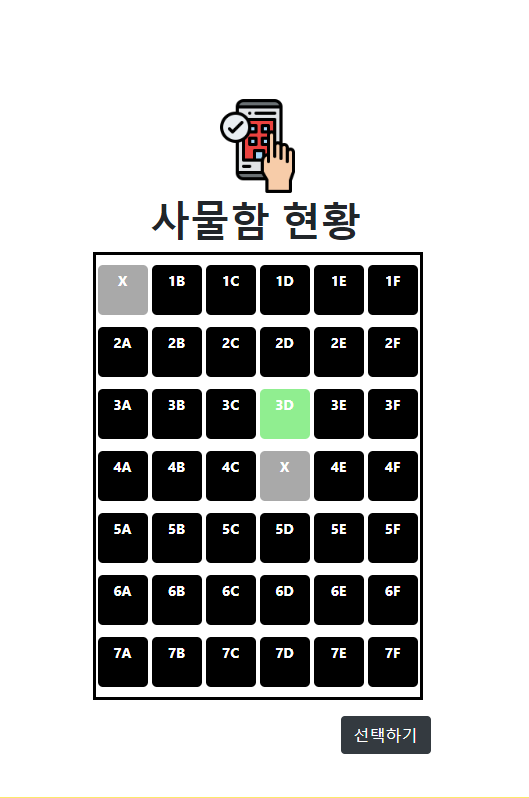 사물함 현황
X 1B 1C 1D 1E 1F
2A 2B 2C 2D 2E 2F
3A 3B 3C 3D 3E 3F
4A 4B 4C X 4E 4F
5A 5B 5C 5D 5E 5F
6A 6B 6C 6D 6E 6F
7A 7B 7C 7D 7E 7F
선택하기